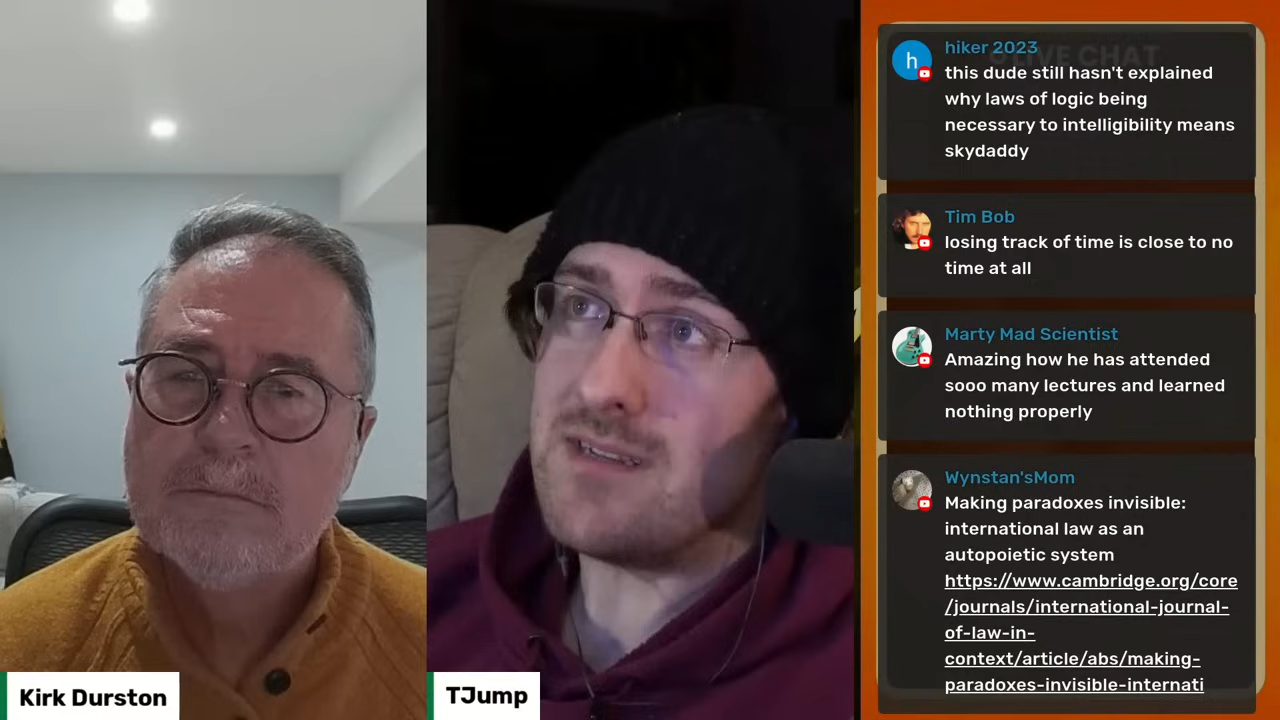 LIVE CHAT
h
hiker 2023
this dude still hasn't explained
why laws of logic being
necessary to intelligibility means
skydaddy
Tim Bob
losing track of time is close to no
time at all
Marty Mad Scientist
Amazing how he has attended
sooo many lectures and learned
nothing properly
Wynstan'sMom
Making paradoxes invisible:
international law as an
autopoietic system
https://www.cambridge.org/core
/journals/international-journal-
of-law-in-
context/article/abs/making-
paradoxes-invisible-internati
Kirk Durston
TJump